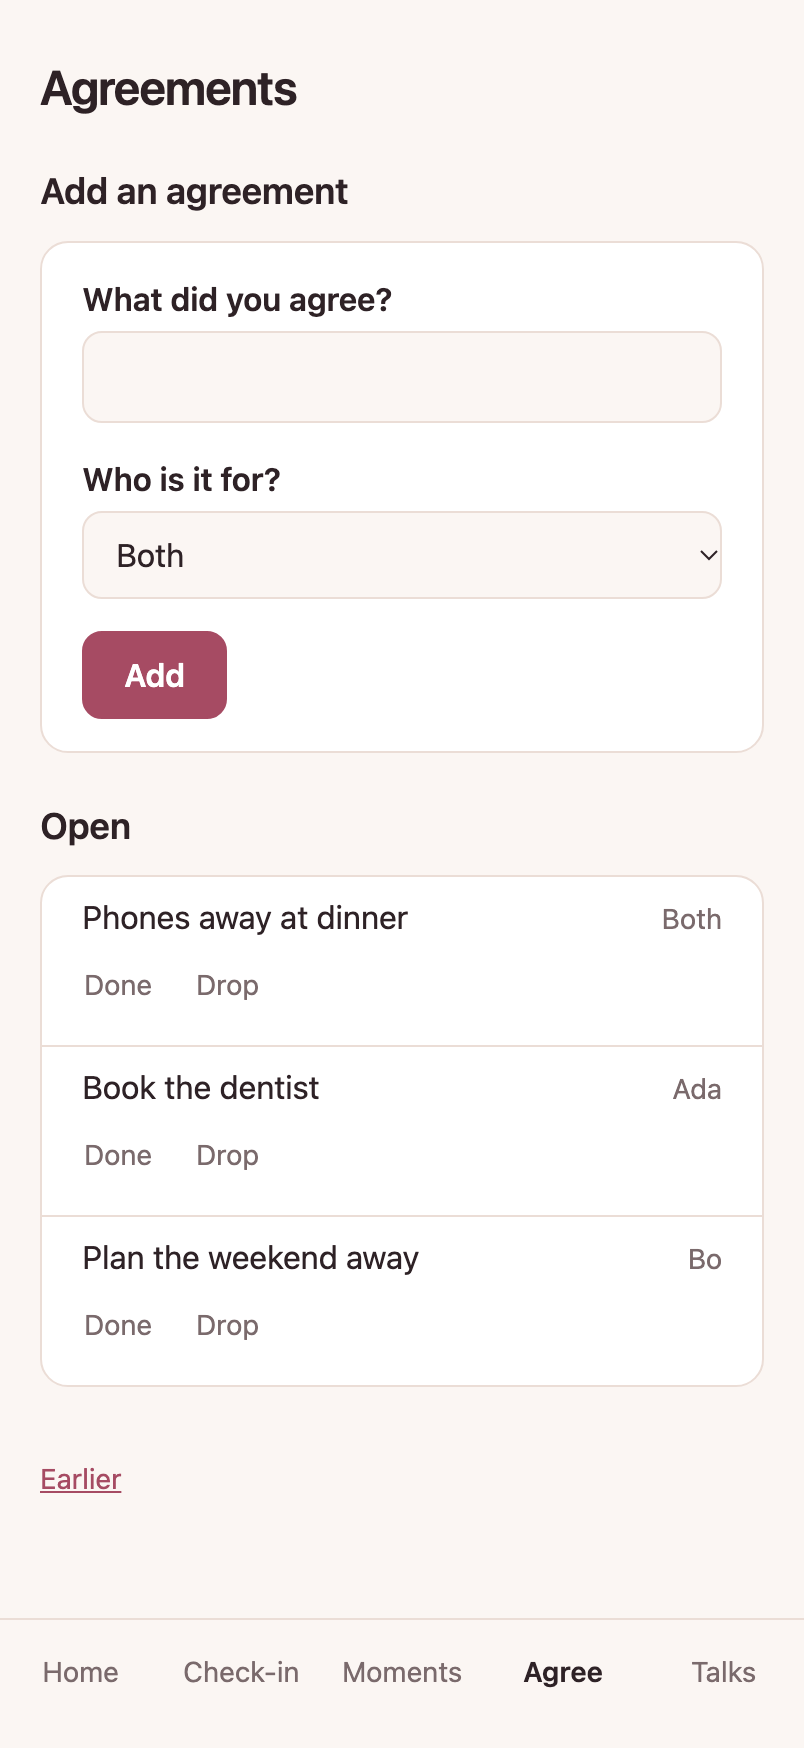 Agreements
Add an agreement
What did you agree?
Who is it for?
Both
Add
Open
Phones away at dinner Both
Done Drop
Book the dentist Ada
Done Drop
Plan the weekend away Bo
Done Drop
Earlier
Home Check-in Moments Agree Talks